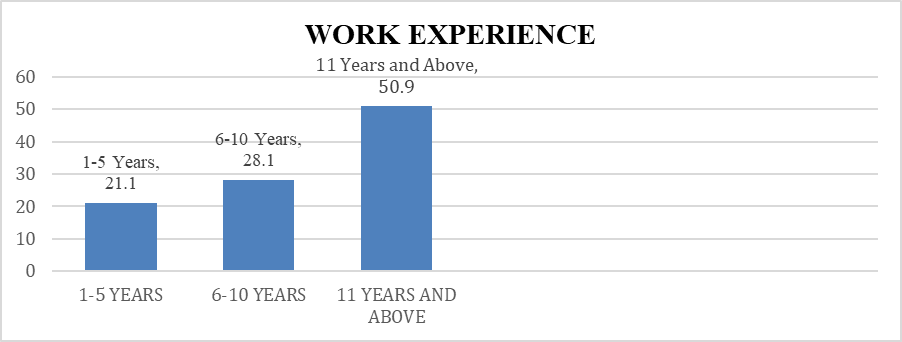 WORK EXPERIENCE
11 Years and Above,
50.9
6-10 Years,
28.1
1-5 Years,
21.1
60
50
40
30
20
10
0
1-5 YEARS
6-10 YEARS
11 YEARS AND
ABOVE